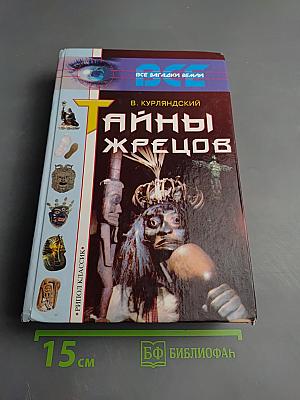 ВСЕ ЗАГАДКИ ЗЕМЛИ
ВСЕ
В. КУРЛЯНДСКИЙ
ТАЙНЫ
ЖРЕЦОВ
•РИПОЛ КЛАССИК•
15 см
БФ БИБЛИОФАН